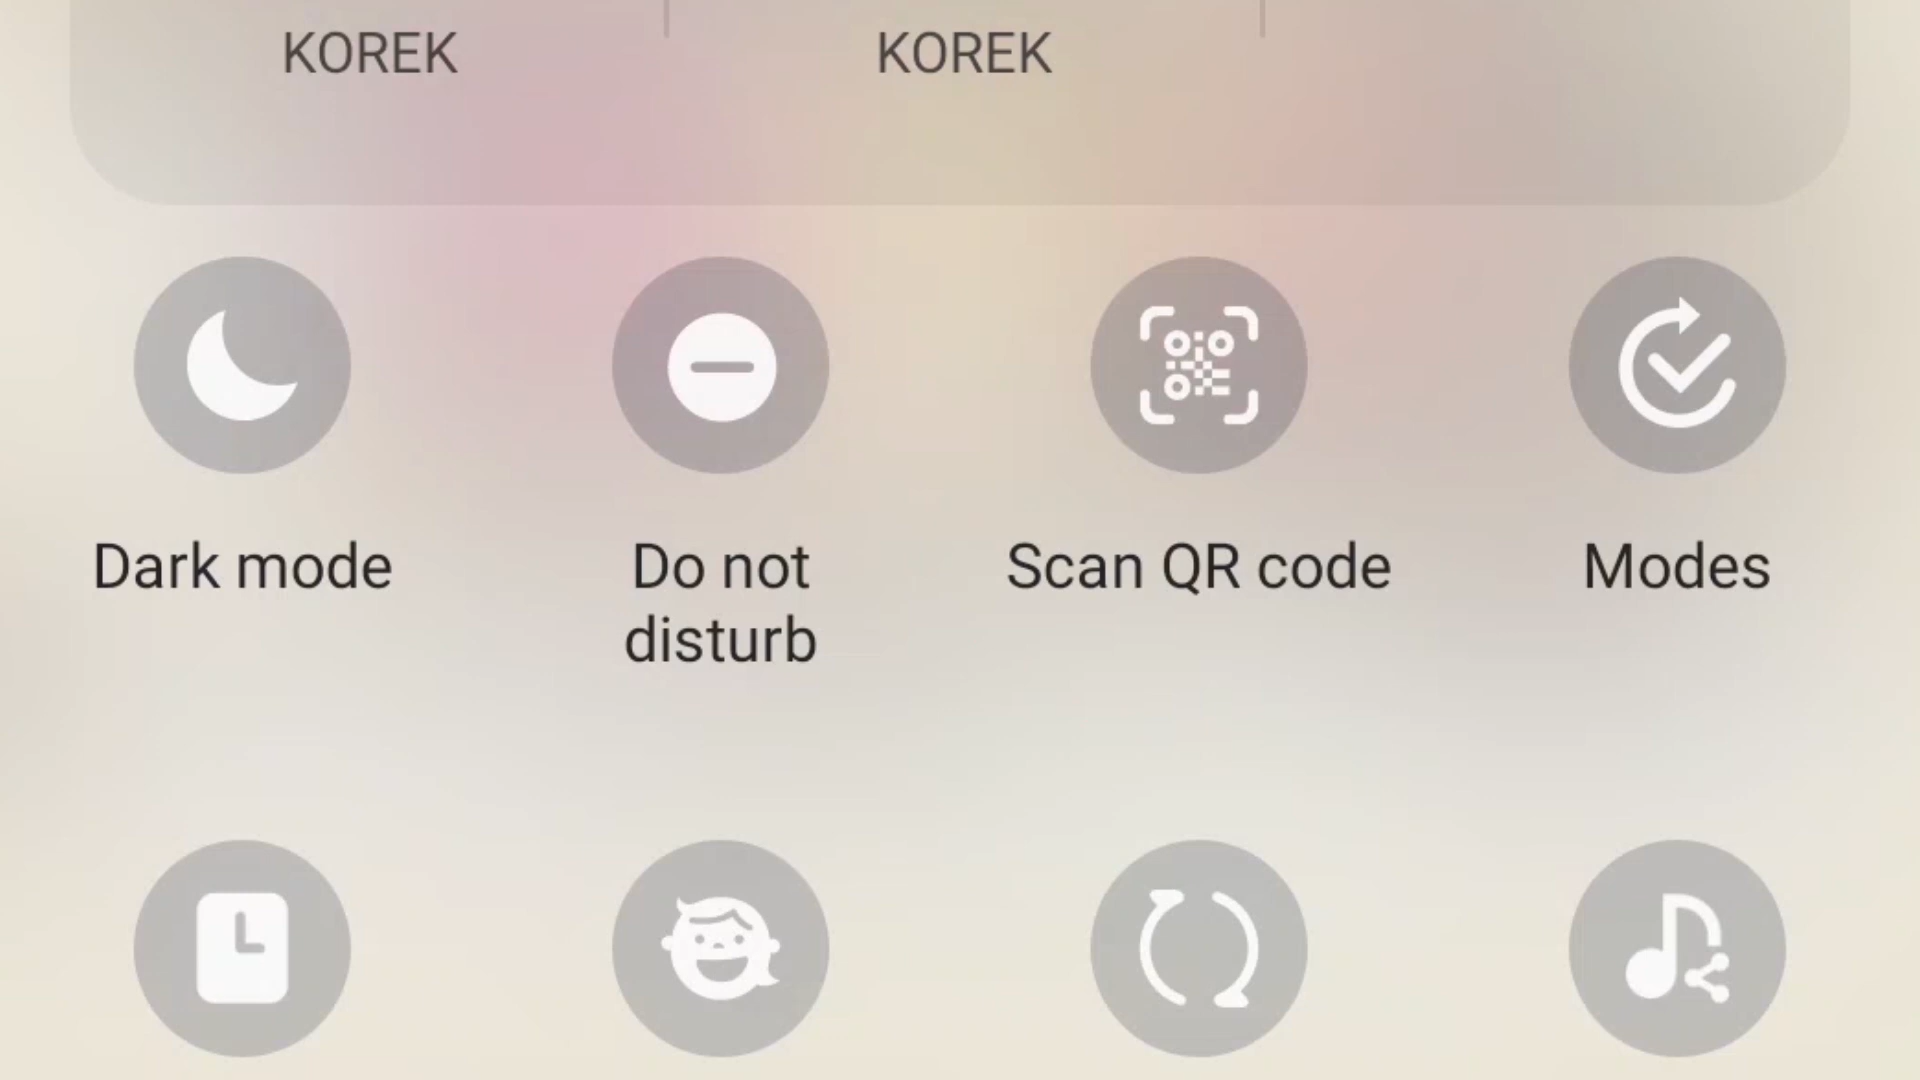 KOREK
KOREK
Dark mode
Do not
disturb
Scan QR code
Modes